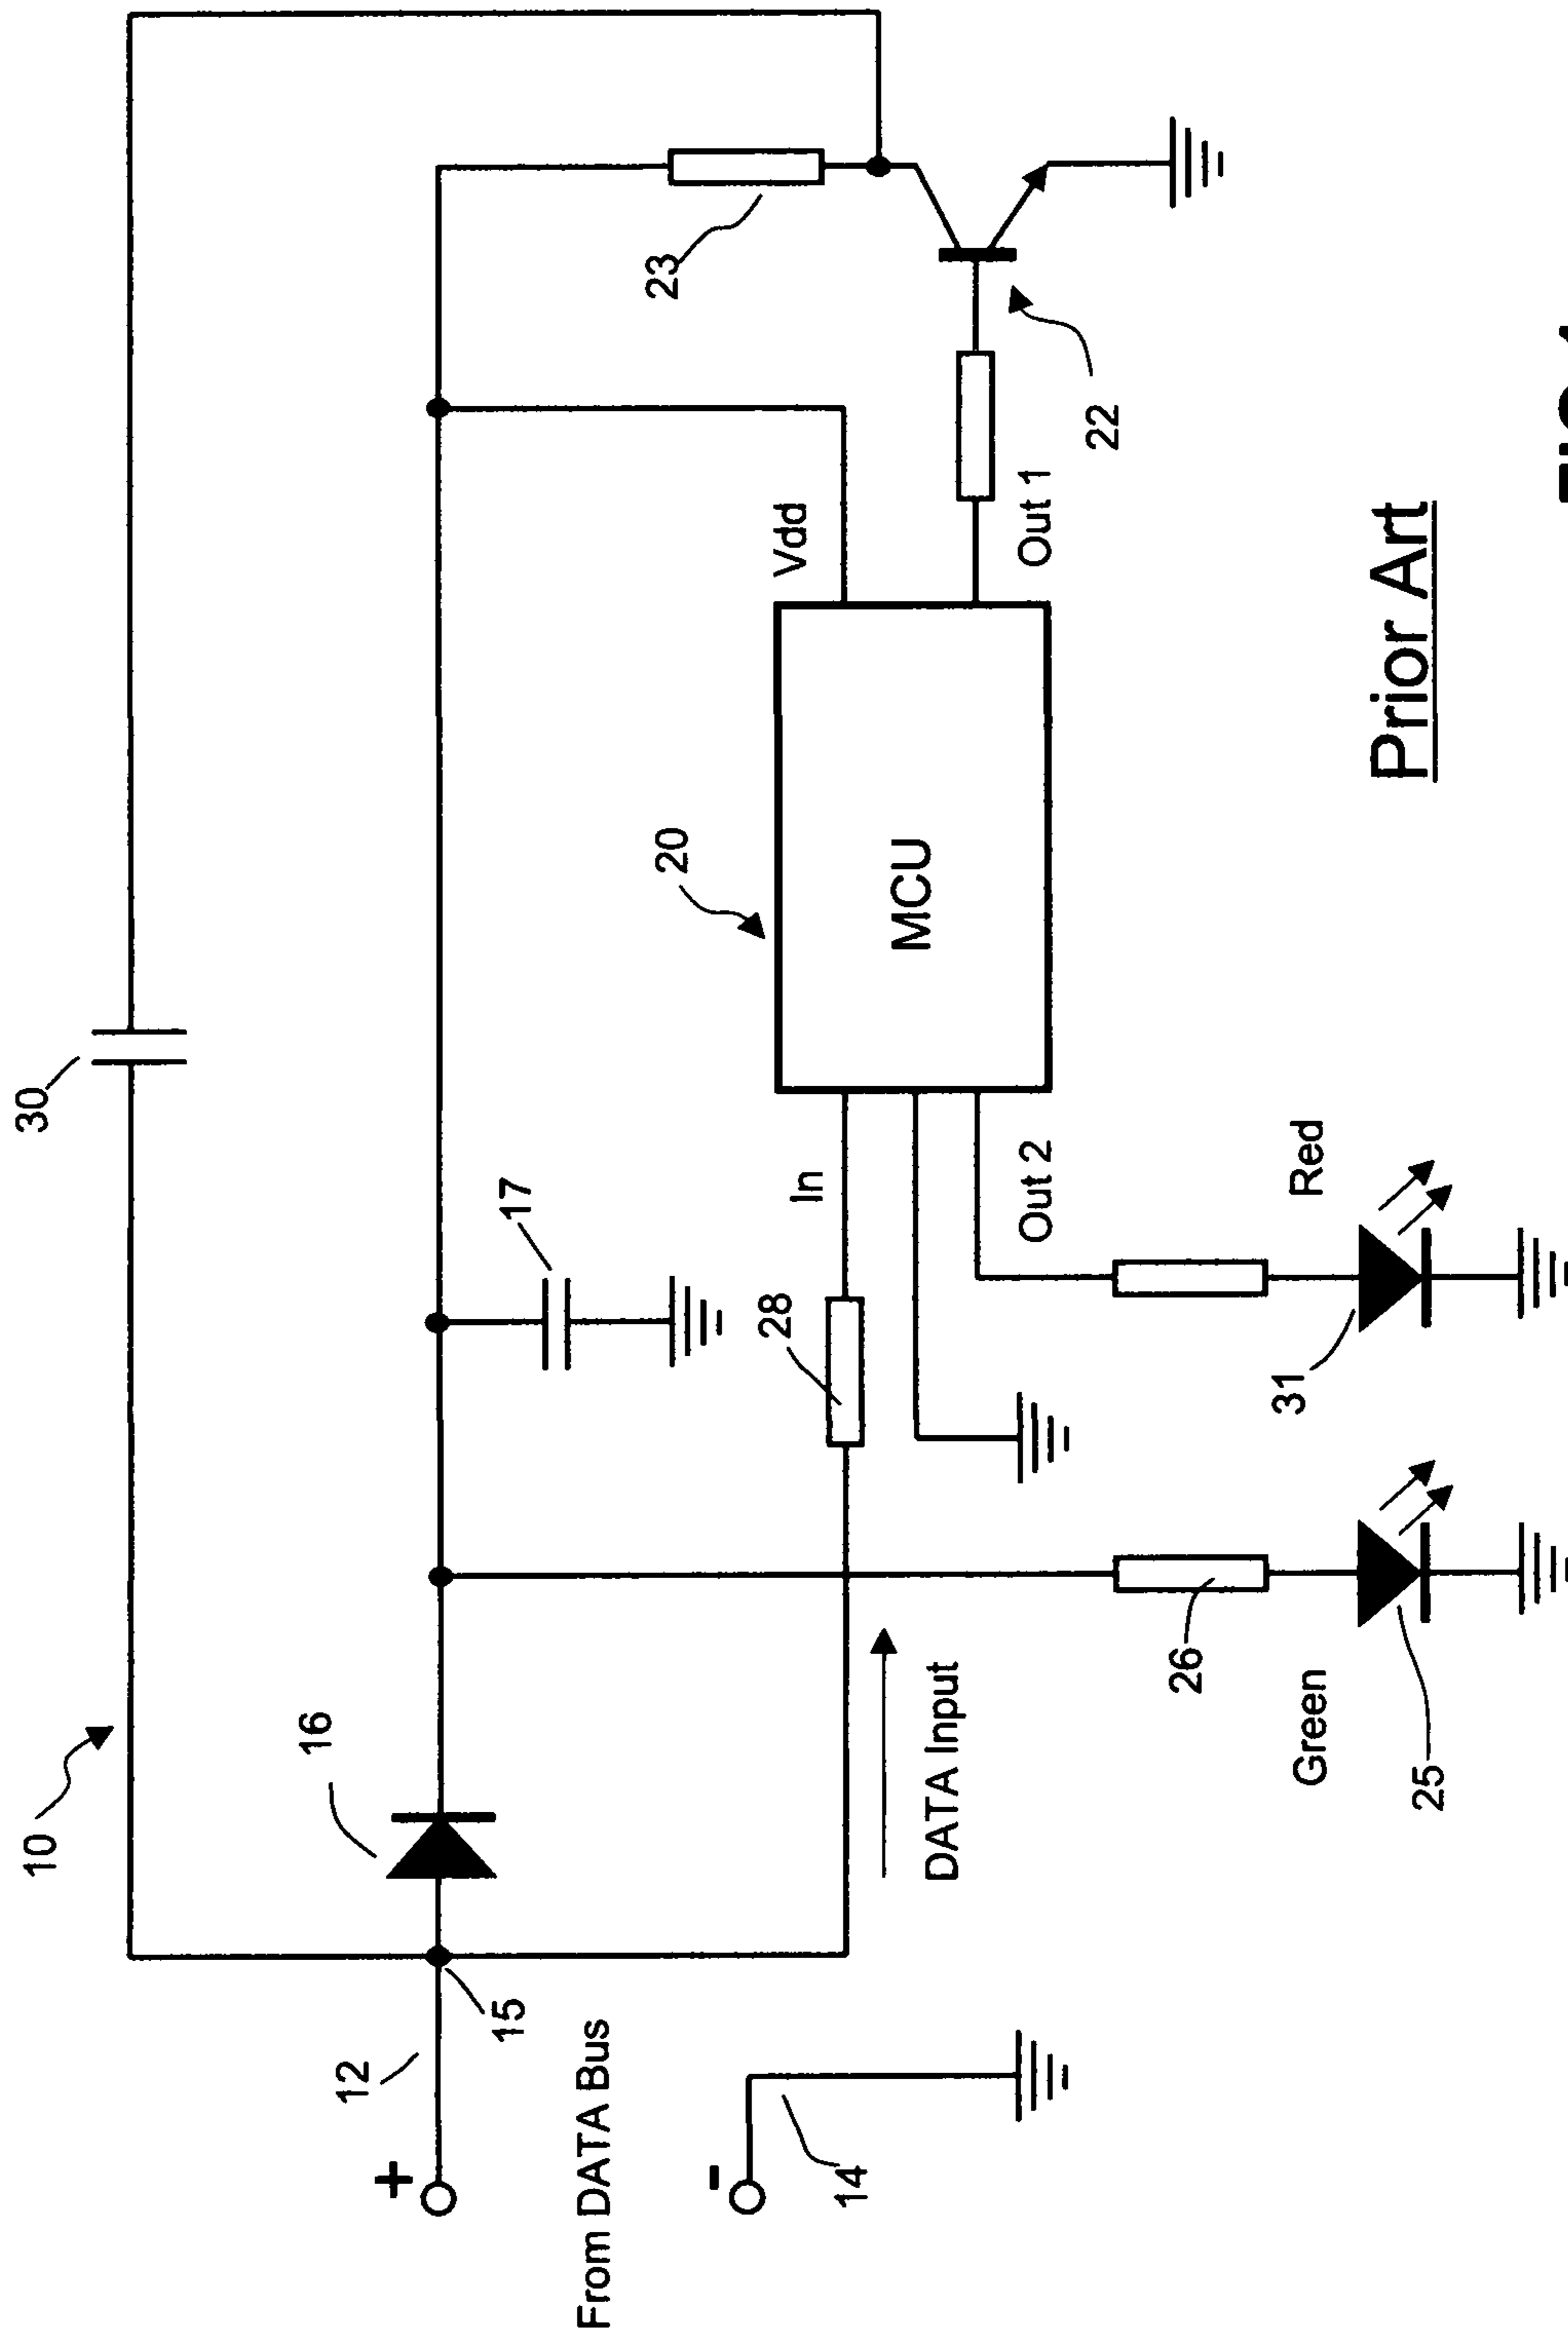 10
30
16
12
+
15
From DATA Bus
-
14
17
28
In
DATA Input
20
MCU
Vdd
Out 1
Out 2
23
22
26
Green
25
Red
31
Prior Art